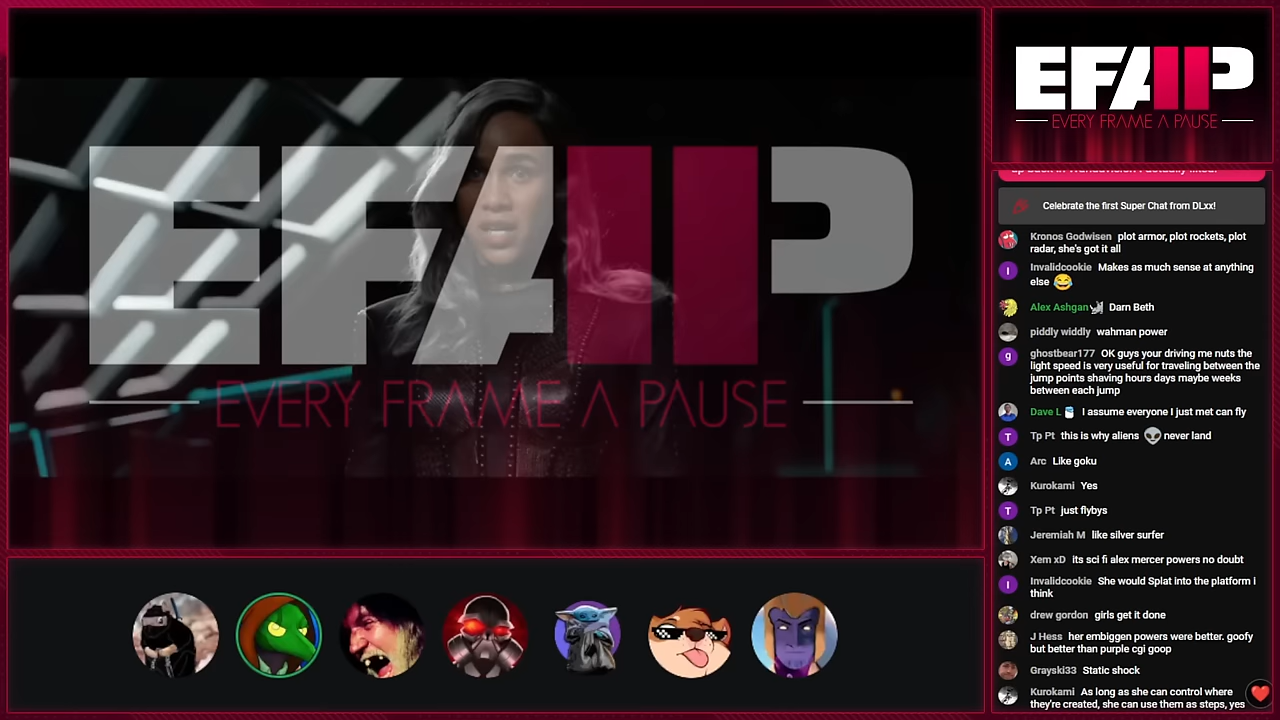 EFAP
EVERY FRAME A PAUSE
EFAP
EVERY FRAME A PAUSE
up back in Wandavision I actually liked!
Celebrate the first Super Chat from DLxx!
Kronos Godwisen plot armor, plot rockets, plot
radar, she's got it all
I
Invalidcookie Makes as much sense at anything
else 😂
Alex Ashgan Darn Beth
piddly widdly wahman power
g
ghostbear177 OK guys your driving me nuts the
light speed is very useful for traveling between the
jump points shaving hours days maybe weeks
between each jump
Dave L I assume everyone I just met can fly
T
Tp Pt this is why aliens 👽 never land
A
Arc Like goku
Kurokami Yes
T
Tp Pt just flybys
Jeremiah M like silver surfer
Xem xD its sci fi alex mercer powers no doubt
I
Invalidcookie She would Splat into the platform i
think
drew gordon girls get it done
J Hess her embiggen powers were better. goofy
but better than purple cgi goop
Grayski33 Static shock
Kurokami As long as she can control where
they're created, she can use them as steps, yes